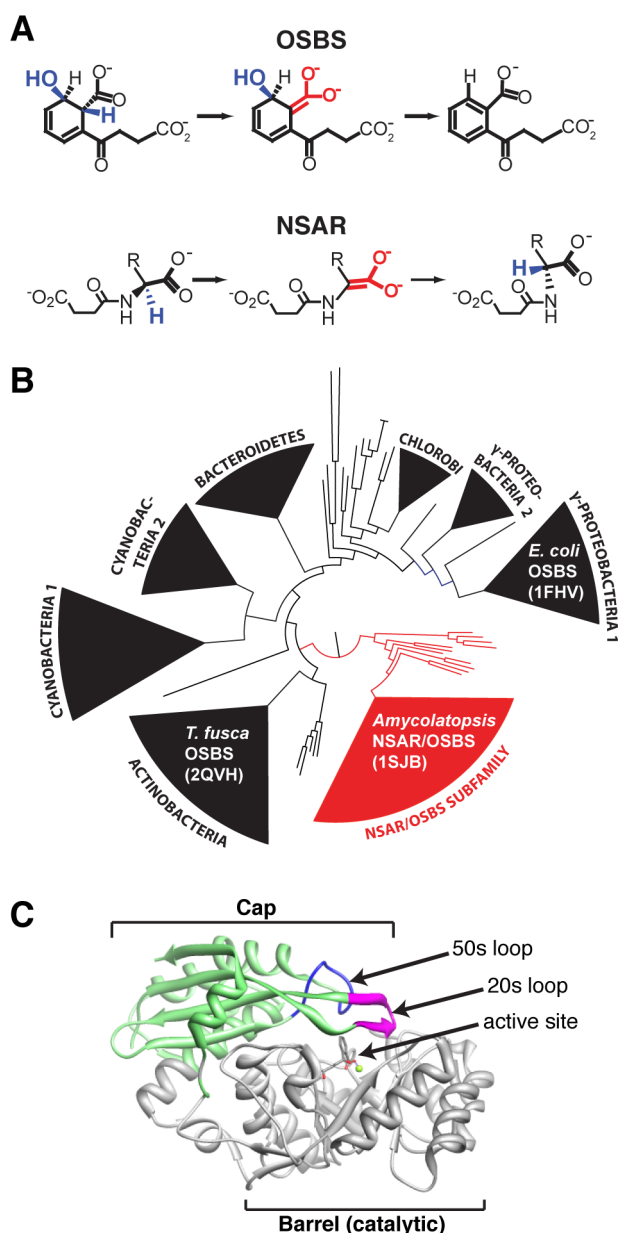 A
OSBS
HO
H
O⁻
O
H
CO₂⁻
O
HO
H
O⁻
O⁻
CO₂⁻
O
H
O⁻
O
CO₂⁻
O
NSAR
R
O⁻
O
⁻O₂C
O
N
H
H
R
O⁻
O⁻
⁻O₂C
O
N
H
R
H
O⁻
O
⁻O₂C
O
N
H
B
BACTEROIDETES
CYANOBAC-
TERIA 2
CYANOBACTERIA 1
CHLOROBI
γ-PROTEO-
BACTERIA 2
γ-PROTEOBACTERIA 1
E. coli
OSBS
(1FHV)
T. fusca
OSBS
(2QVH)
ACTINOBACTERIA
Amycolatopsis
NSAR/OSBS
(1SJB)
NSAR/OSBS SUBFAMILY
C
Cap
50s loop
20s loop
active site
Barrel (catalytic)